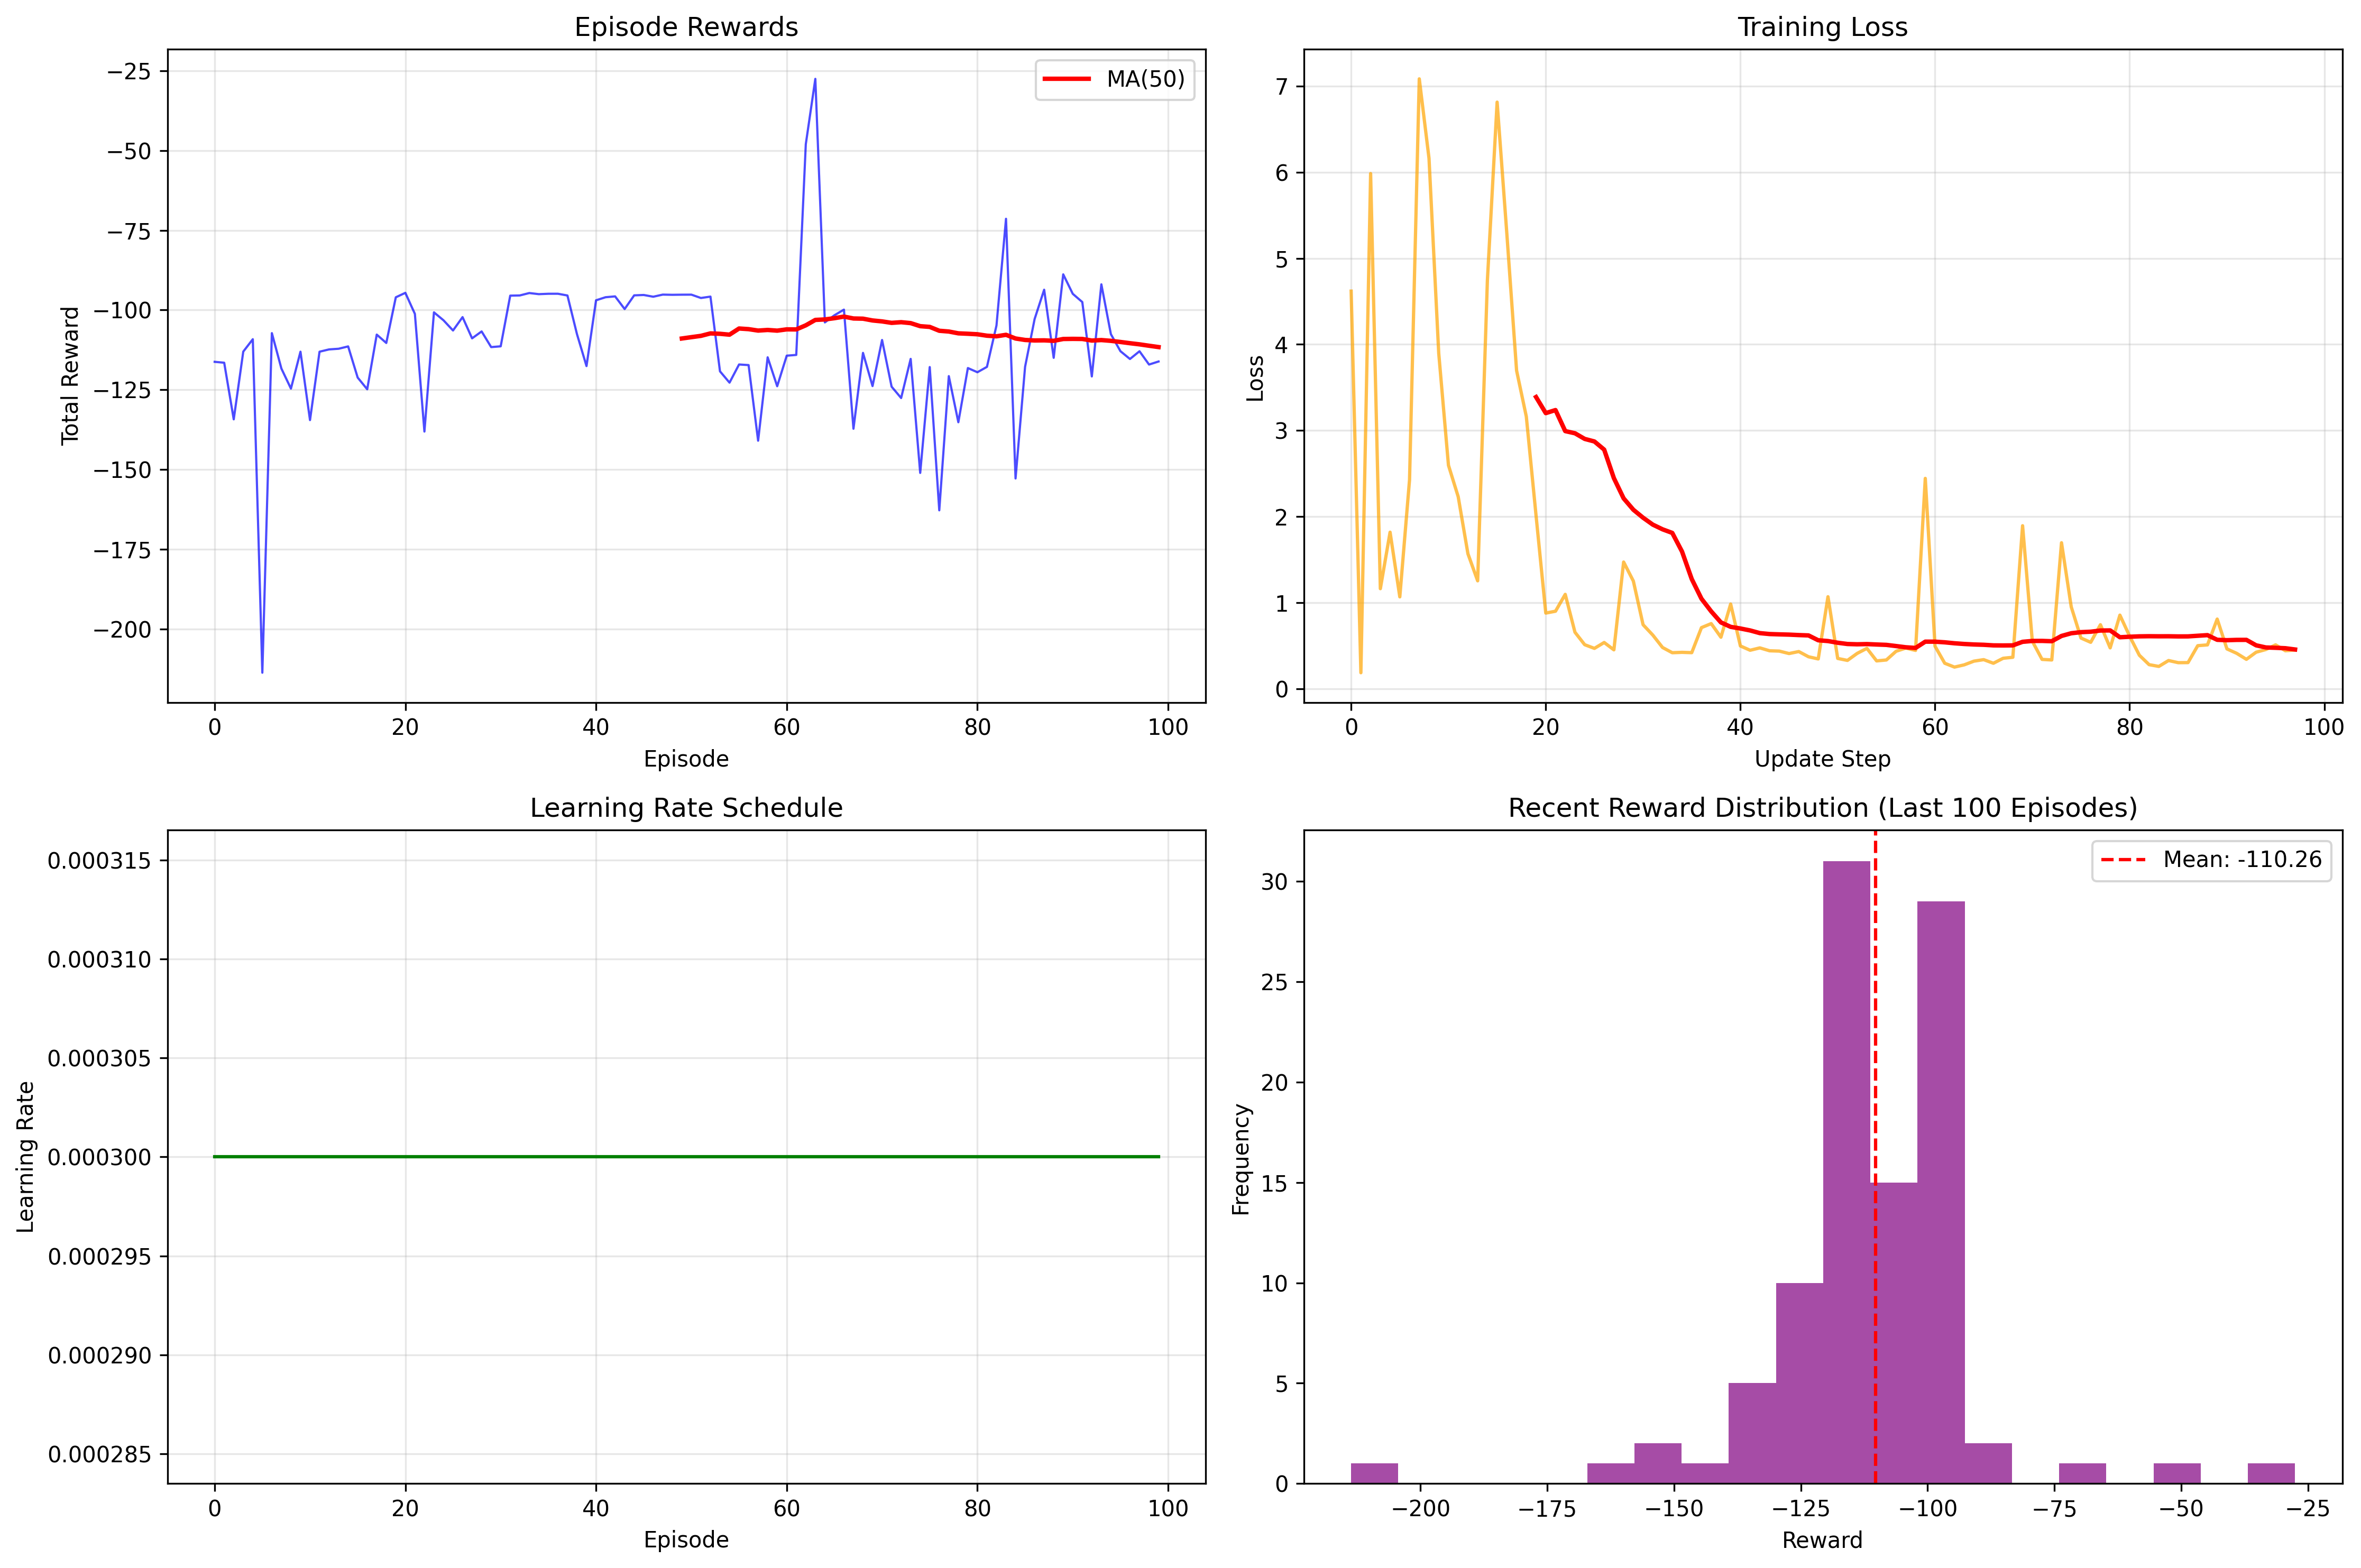 Episode Rewards
MA(50)
−25
−50
−75
−100
−125
−150
−175
−200
Total Reward
0 20 40 60 80 100
Episode
Training Loss
7
6
5
4
3
2
1
0
Loss
0 20 40 60 80 100
Update Step
Learning Rate Schedule
0.000315
0.000310
0.000305
0.000300
0.000295
0.000290
0.000285
Learning Rate
0 20 40 60 80 100
Episode
Recent Reward Distribution (Last 100 Episodes)
Mean: -110.26
30
25
20
15
10
5
0
Frequency
−200 −175 −150 −125 −100 −75 −50 −25
Reward